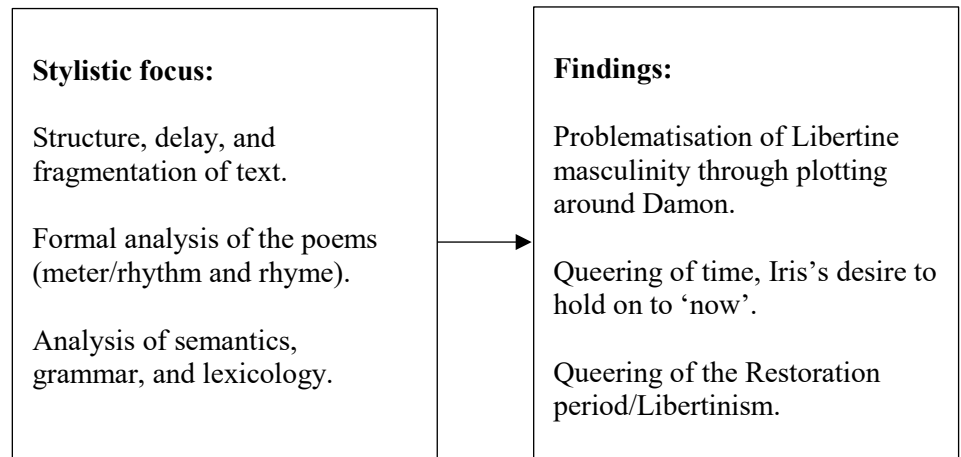 Stylistic focus:
Structure, delay, and
fragmentation of text.
Formal analysis of the poems
(meter/rhythm and rhyme).
Analysis of semantics,
grammar, and lexicology.
Findings:
Problematisation of Libertine
masculinity through plotting
around Damon.
Queering of time, Iris’s desire to
hold on to ‘now’.
Queering of the Restoration
period/Libertinism.